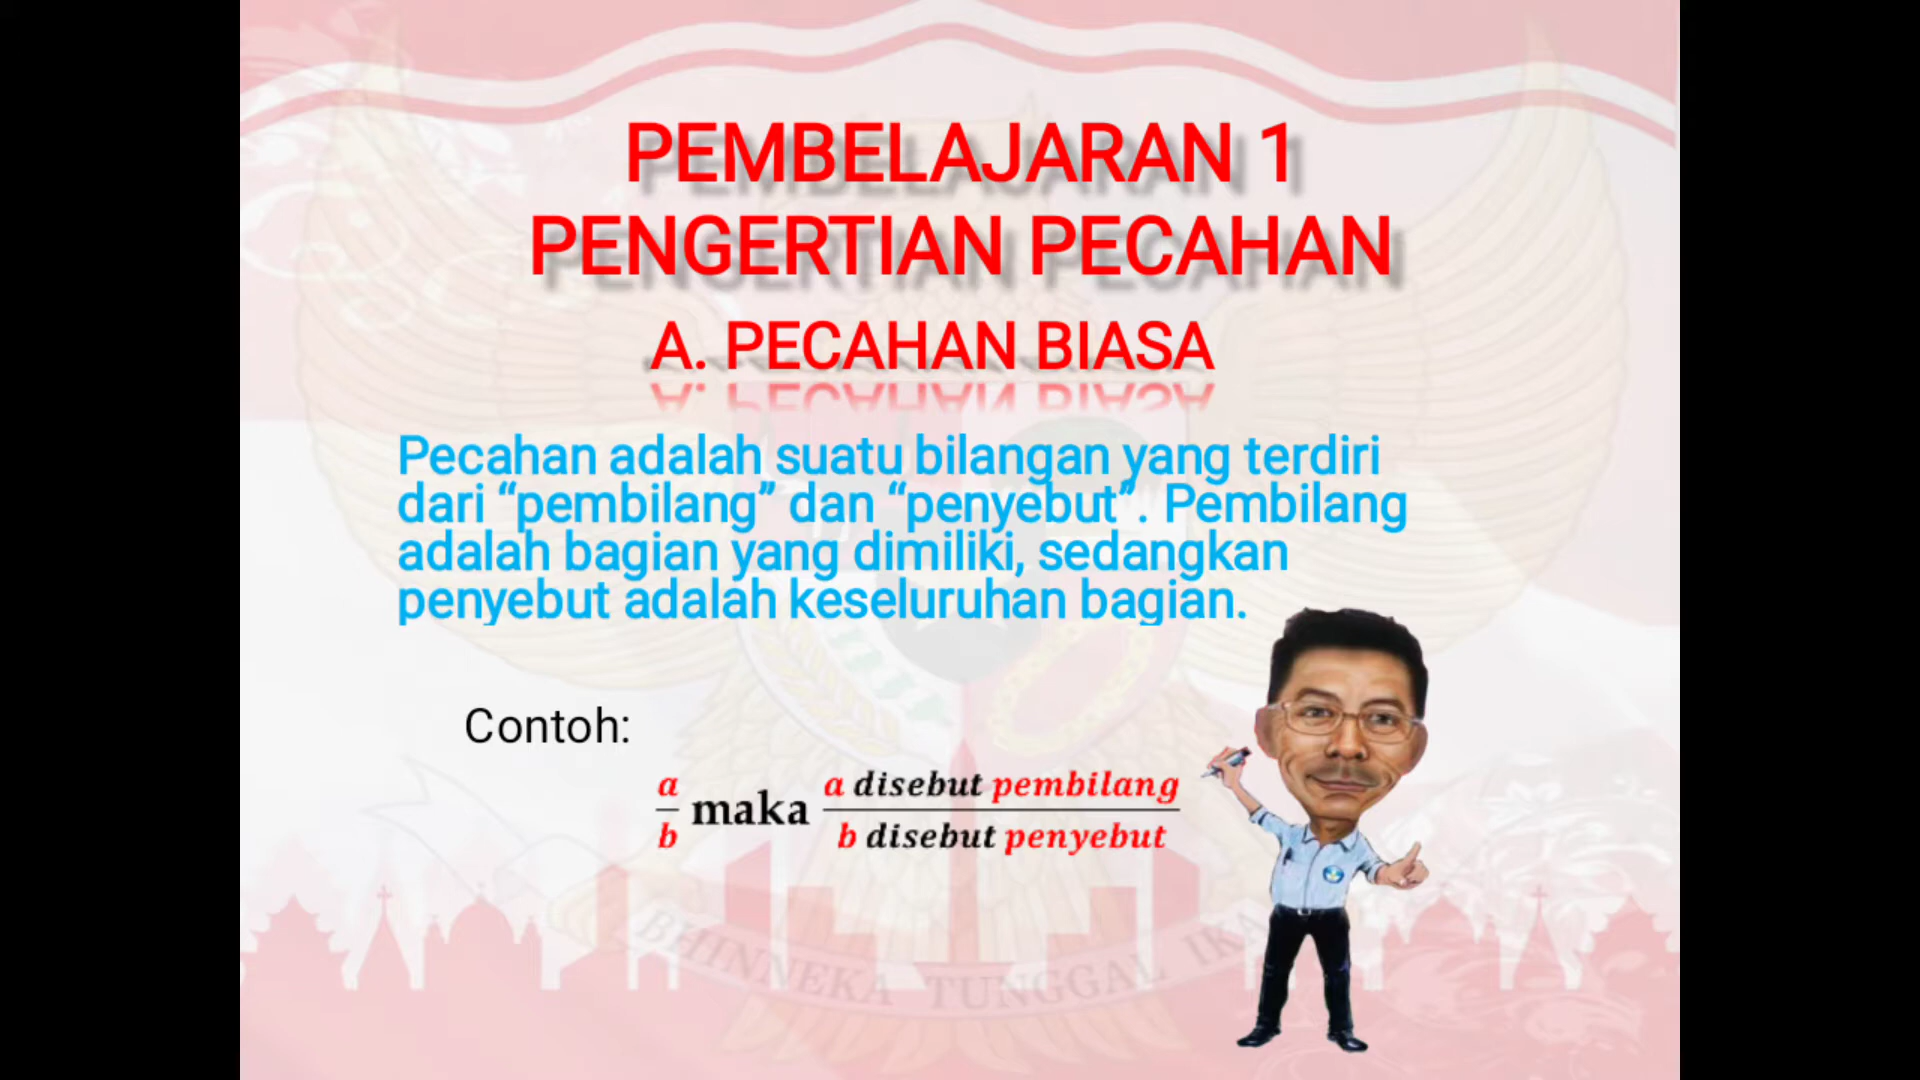 PEMBELAJARAN 1
PENGERTIAN PECAHAN
A. PECAHAN BIASA
Pecahan adalah suatu bilangan yang terdiri
dari “pembilang” dan “penyebut”. Pembilang
adalah bagian yang dimiliki, sedangkan
penyebut adalah keseluruhan bagian.
Contoh:
a/b maka a disebut pembilang
b disebut penyebut
BHINNEKA TUNGGAL IKA